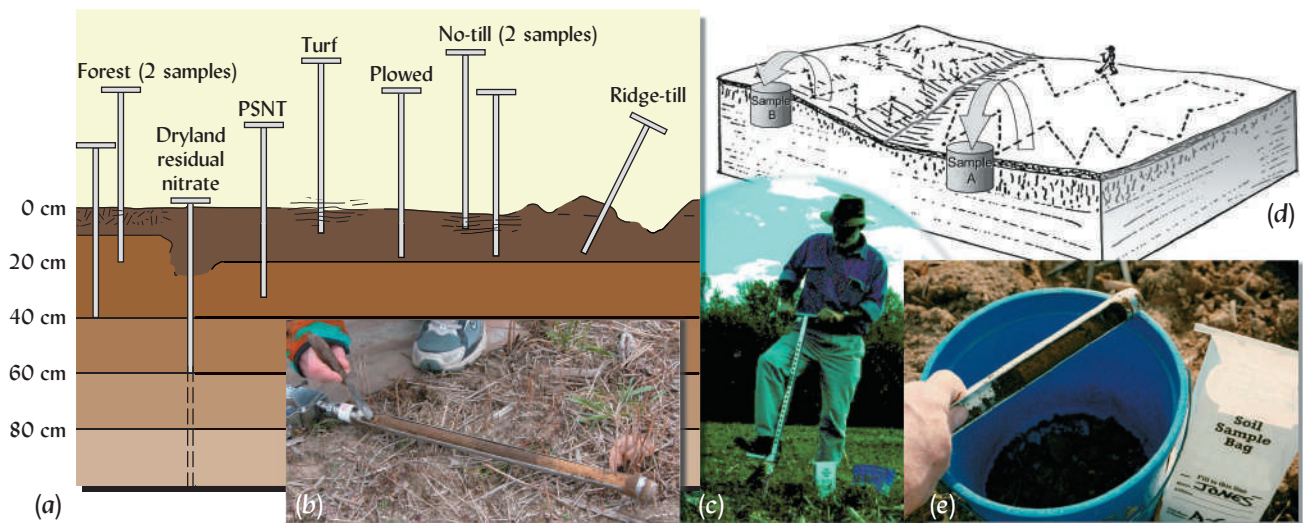 Forest (2 samples)
Dryland
residual
nitrate
PSNT
Turf
Plowed
No-till (2 samples)
Ridge-till
0 cm
20 cm
40 cm
60 cm
80 cm
(a)
(b)
(c)
Sample
B
Sample
A
(d)
Soil
Sample
Bag
JONES
A
(e)